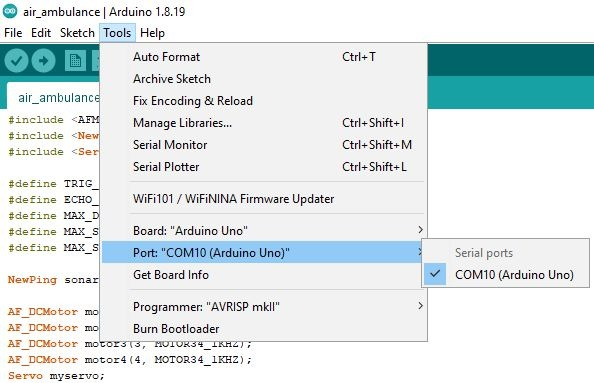 air_ambulance | Arduino 1.8.19
File Edit Sketch Tools Help
air_ambulance
Auto Format Ctrl+T
Archive Sketch
Fix Encoding & Reload
Manage Libraries... Ctrl+Shift+I
Serial Monitor Ctrl+Shift+M
Serial Plotter Ctrl+Shift+L
WiFi101 / WiFiNINA Firmware Updater
Board: "Arduino Uno"
Port: "COM10 (Arduino Uno)"
Get Board Info
Programmer: "AVRISP mkII"
Burn Bootloader
Serial ports
COM10 (Arduino Uno)
#include <AFM
#include <New
#include <Ser
#define TRIG_
#define ECHO_
#define MAX_D
#define MAX_S
#define MAX_S
NewPing sonar
AF_DCMotor mo
AF_DCMotor mo
AF_DCMotor motor3(3, MOTOR34_1KHZ);
AF_DCMotor motor4(4, MOTOR34_1KHZ);
Servo myservo;